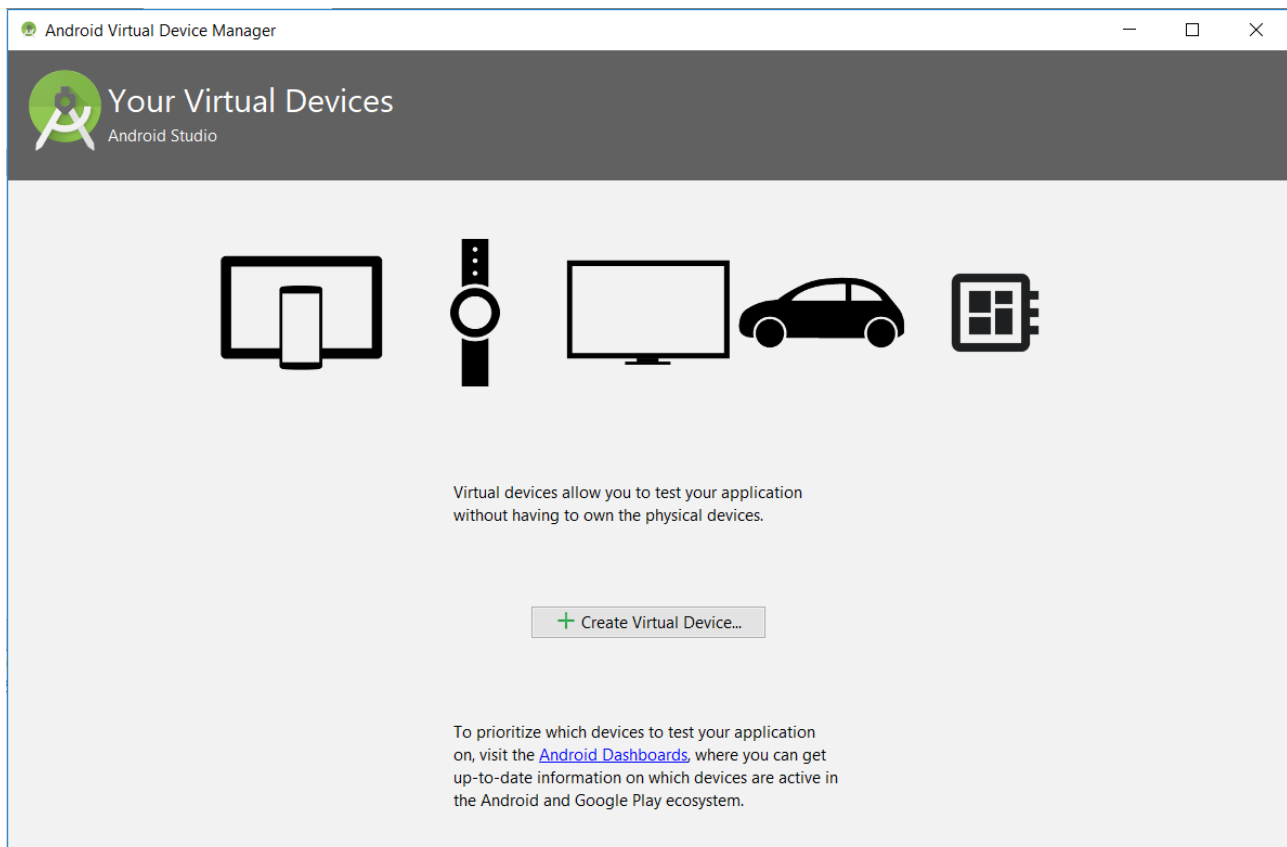 Android Virtual Device Manager
Your Virtual Devices
Android Studio
Virtual devices allow you to test your application
without having to own the physical devices.
Create Virtual Device...
To prioritize which devices to test your application
on, visit the Android Dashboards, where you can get
up-to-date information on which devices are active in
the Android and Google Play ecosystem.